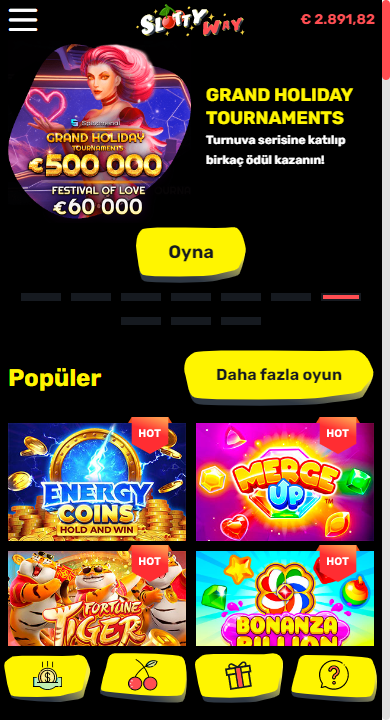 SLOTTY WAY
€ 2.891,82
Spinomenal
GRAND HOLIDAY
TOURNAMENTS
€500 000
FESTIVAL OF LOVE
€60 000
GRAND HOLIDAY
TOURNAMENTS
Turnuva serisine katılıp
birkaç ödül kazanın!
Oyna
Popüler
Daha fazla oyun
HOT
ENERGY
COINS
HOLD AND WIN
HOT
MERGE
UP
TM
HOT
FORTUNE
TIGER
HOT
BONANZA
BILLION